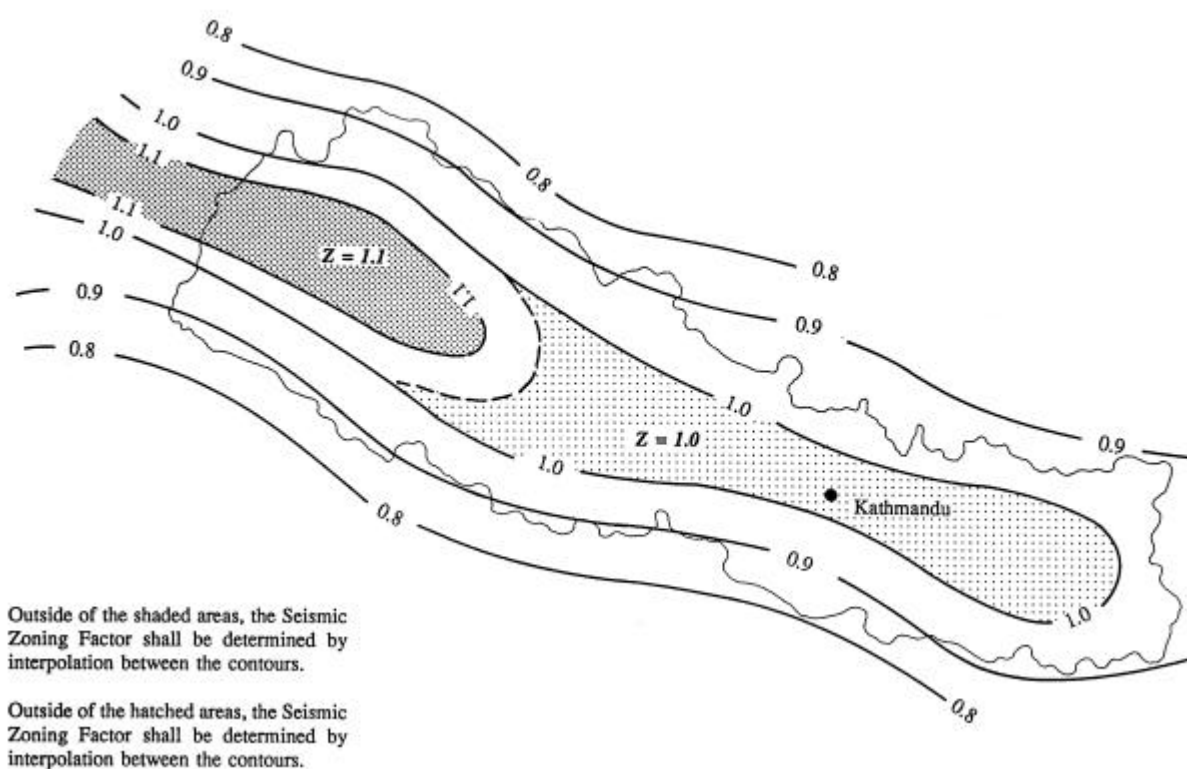 0.8
0.9
1.0
1.1
1.1
1.0
0.9
0.8
Z = 1.1
1.1
0.8
0.8
0.9
1.0
Z = 1.0
0.9
1.0
Kathmandu
0.8
0.9
1.0
0.8
Outside of the shaded areas, the Seismic
Zoning Factor shall be determined by
interpolation between the contours.
Outside of the hatched areas, the Seismic
Zoning Factor shall be determined by
interpolation between the contours.